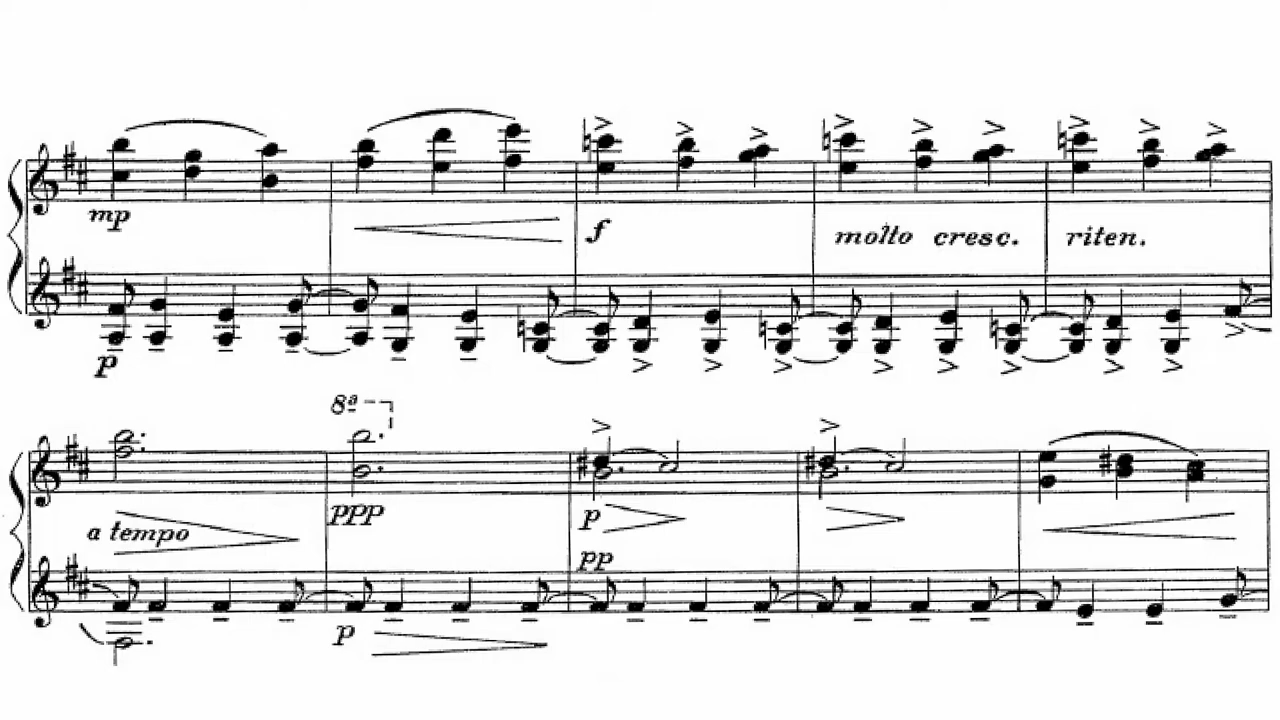 mp
f
molto cresc.
riten.
p
8ª
a tempo
ppp
p
pp
p